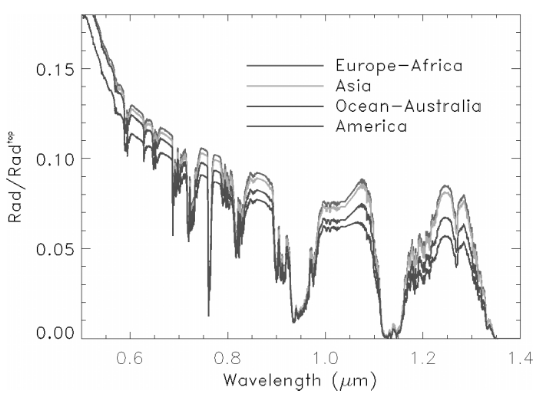 0.15
0.10
0.05
0.00
Rad/Rad^top
Europe-Africa
Asia
Ocean-Australia
America
0.6 0.8 1.0 1.2 1.4
Wavelength (μm)